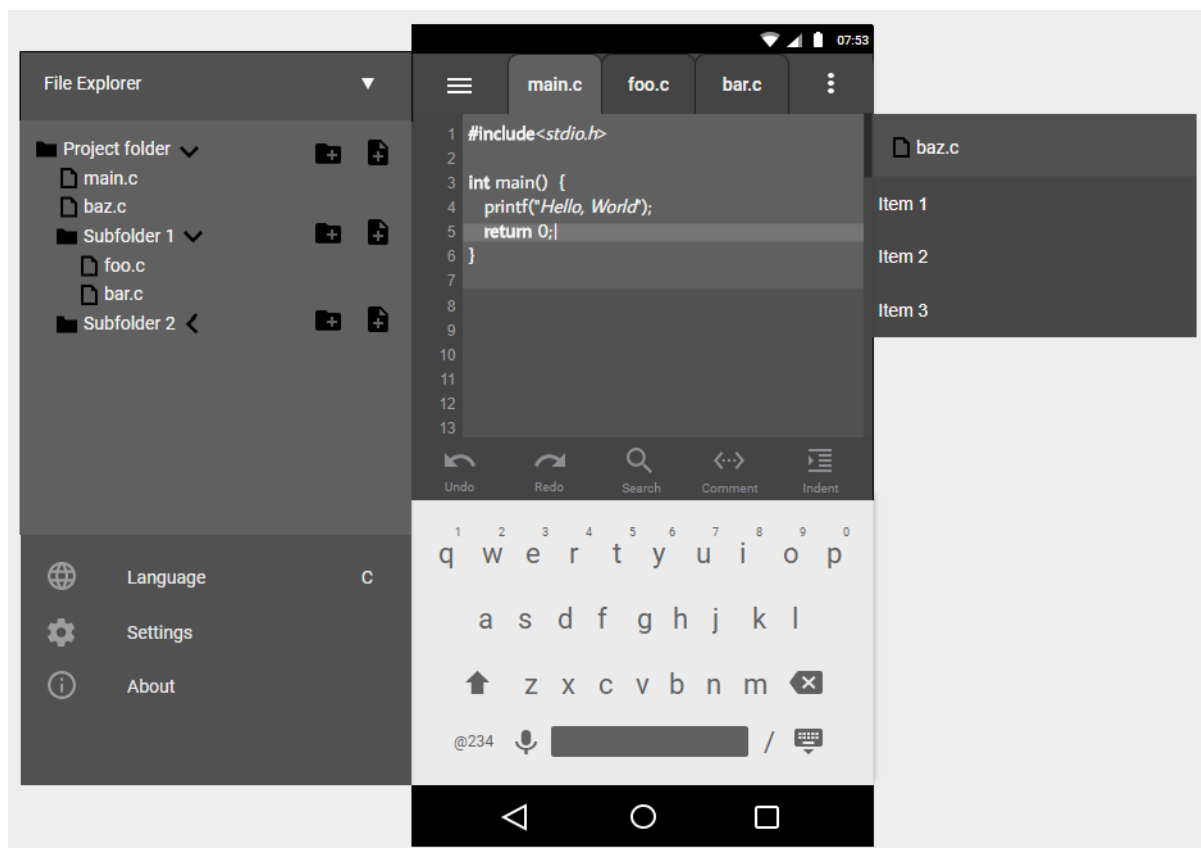 File Explorer
Project folder
main.c
baz.c
Subfolder 1
foo.c
bar.c
Subfolder 2
Language C
Settings
About
07:53
main.c foo.c bar.c
1 #include<stdio.h>
2
3 int main() {
4 printf("Hello, World");
5 return 0;
6 }
7
8
9
10
11
12
13
Undo Redo Search Comment Indent
1 2 3 4 5 6 7 8 9 0
q w e r t y u i o p
a s d f g h j k l
z x c v b n m
@234 /
baz.c
Item 1
Item 2
Item 3